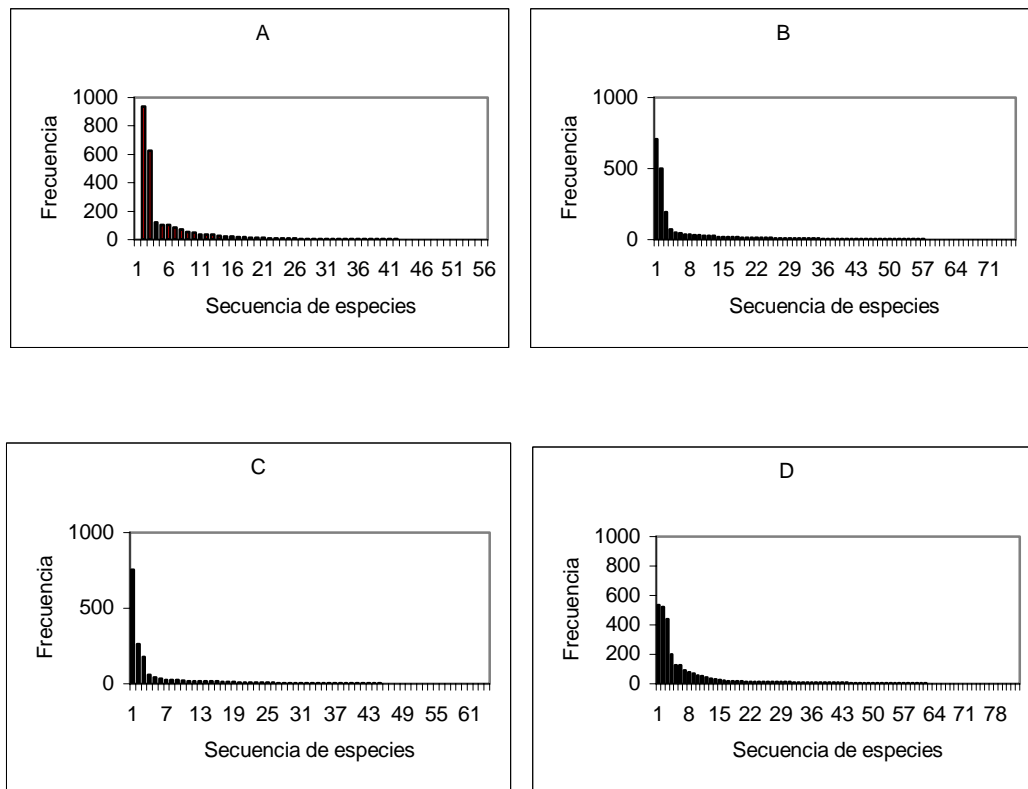 A
Frecuencia
1000
800
600
400
200
0
1 6 11 16 21 26 31 36 41 46 51 56
Secuencia de especies
B
Frecuencia
1000
500
0
1 8 15 22 29 36 43 50 57 64 71
Secuencia de especies
C
Frecuencia
1000
500
0
1 7 13 19 25 31 37 43 49 55 61
Secuencia de especies
D
Frecuencia
1000
800
600
400
200
0
1 8 15 22 29 36 43 50 57 64 71 78
Secuencia de especies